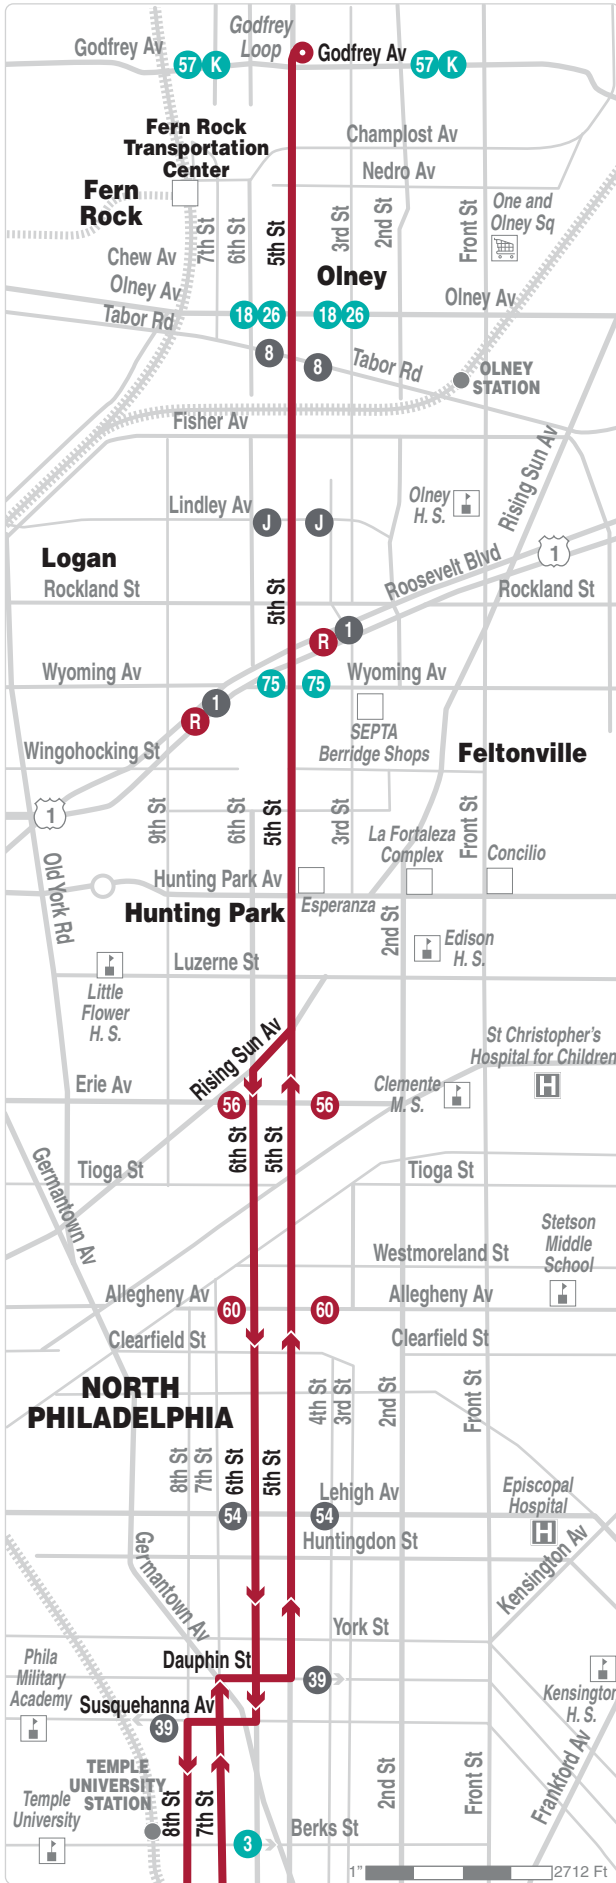 Godfrey
Loop
Godfrey Av
57 K
Godfrey Av
57 K
Fern Rock
Transportation
Center
Champlost Av
Nedro Av
Fern
Rock
7th St
6th St
5th St
3rd St
2nd St
Front St
One and
Olney Sq
Chew Av
Olney
Olney Av
Olney Av
Tabor Rd
18 26
18 26
8
8
Tabor Rd
OLNEY
STATION
Fisher Av
Rising Sun Av
Olney
H. S.
Lindley Av
J
J
Logan
1
Roosevelt Blvd
Rockland St
5th St
Rockland St
R 1
Wyoming Av
75
75
Wyoming Av
R 1
SEPTA
Berridge Shops
Wingohocking St
Feltonville
1
9th St
6th St
5th St
3rd St
Front St
La Fortaleza
Complex
Concilio
Old York Rd
Hunting Park Av
Esperanza
Hunting Park
2nd St
Edison
H. S.
Luzerne St
Little
Flower
H. S.
Rising Sun Av
St Christopher's
Hospital for Children
H
Erie Av
56
56
Clemente
M. S.
6th St
5th St
Germantown Av
Tioga St
Tioga St
Stetson
Middle
School
Westmoreland St
Allegheny Av
60
60
Allegheny Av
Clearfield St
Clearfield St
NORTH
PHILADELPHIA
4th St
3rd St
2nd St
Front St
8th St
7th St
6th St
5th St
Lehigh Av
54
54
Episcopal
Hospital
H
Huntingdon St
Germantown Av
Kensington Av
York St
Dauphin St
39
Phila
Military
Academy
Susquehanna Av
39
Kensington
H. S.
Frankford Av
TEMPLE
UNIVERSITY
STATION
8th St
7th St
2nd St
Front St
Temple
University
3
Berks St
1"
2712 Ft